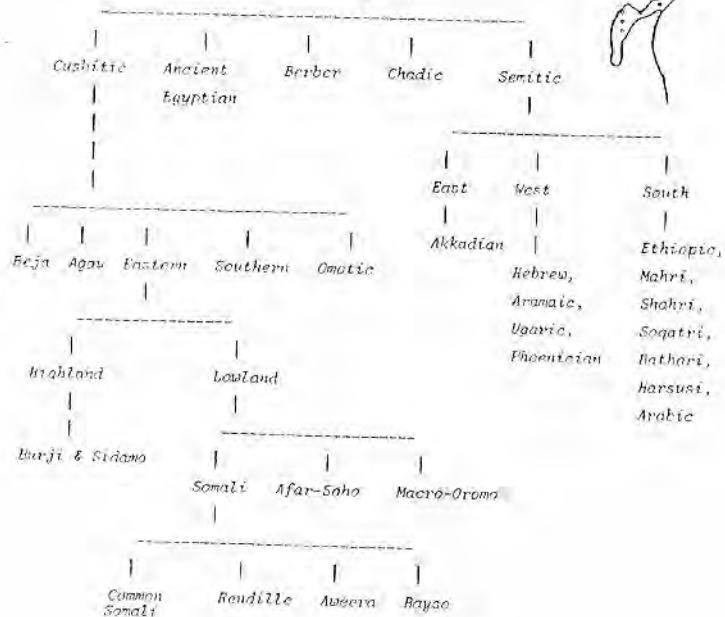 Cushitic Ancient Berber Chadic Semitic
Egyptian
East West South
Akkadian Ethiopic,
Beja Agau Eastern Southern Omotic Hebrew, Mahri,
Aramaic, Shahri,
Ugaric, Soqatri,
Highland Lowland Phoenician Bathari,
Harsusi,
Arabic
Burji & Sidamo
Somali Afar-Saho Macro-Oromo
Common Rendille Aweera Bayso
Somali